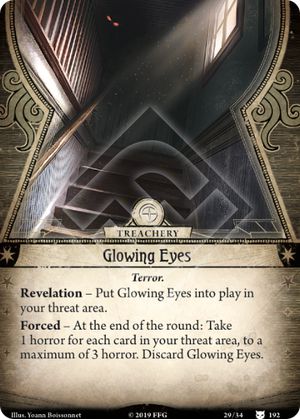 TREACHERY
Glowing Eyes
Terror.
Revelation – Put Glowing Eyes into play in
your threat area.
Forced – At the end of the round: Take
1 horror for each card in your threat area, to a
maximum of 3 horror. Discard Glowing Eyes.
Illus. Yoann Boissonnet
© 2019 FFG
29/34
192